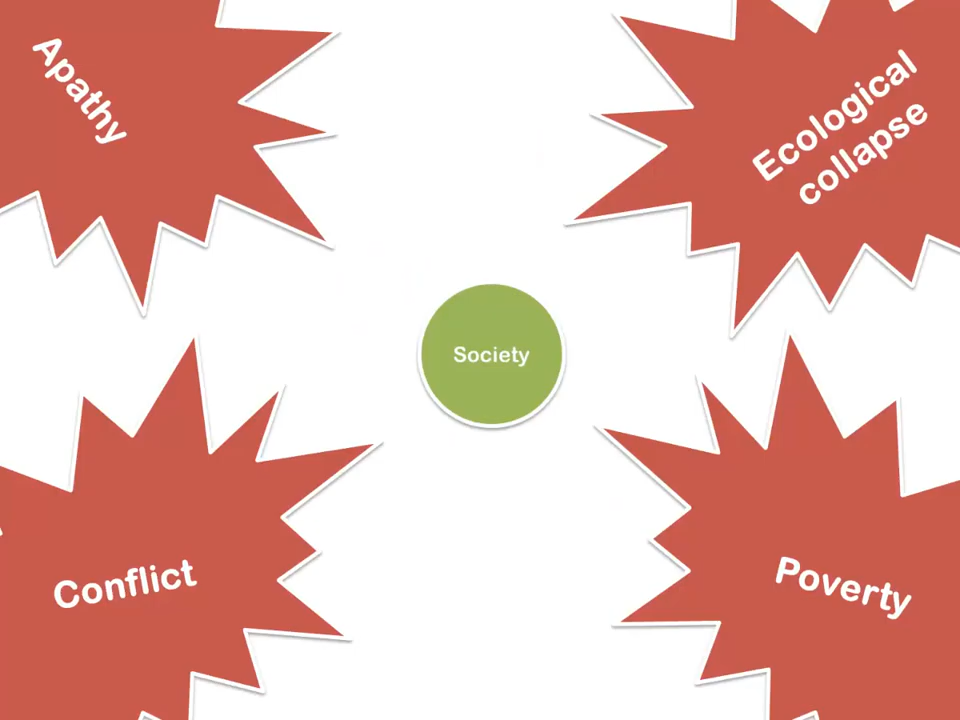 Apathy
Ecological
collapse
Society
Conflict
Poverty